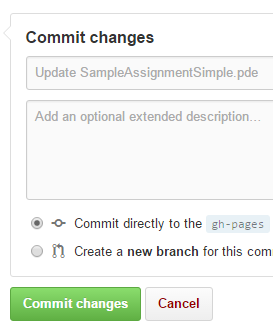 Commit changes
Update SampleAssignmentSimple.pde
Add an optional extended description...
Commit directly to the gh-pages
Create a new branch for this com
Commit changes
Cancel